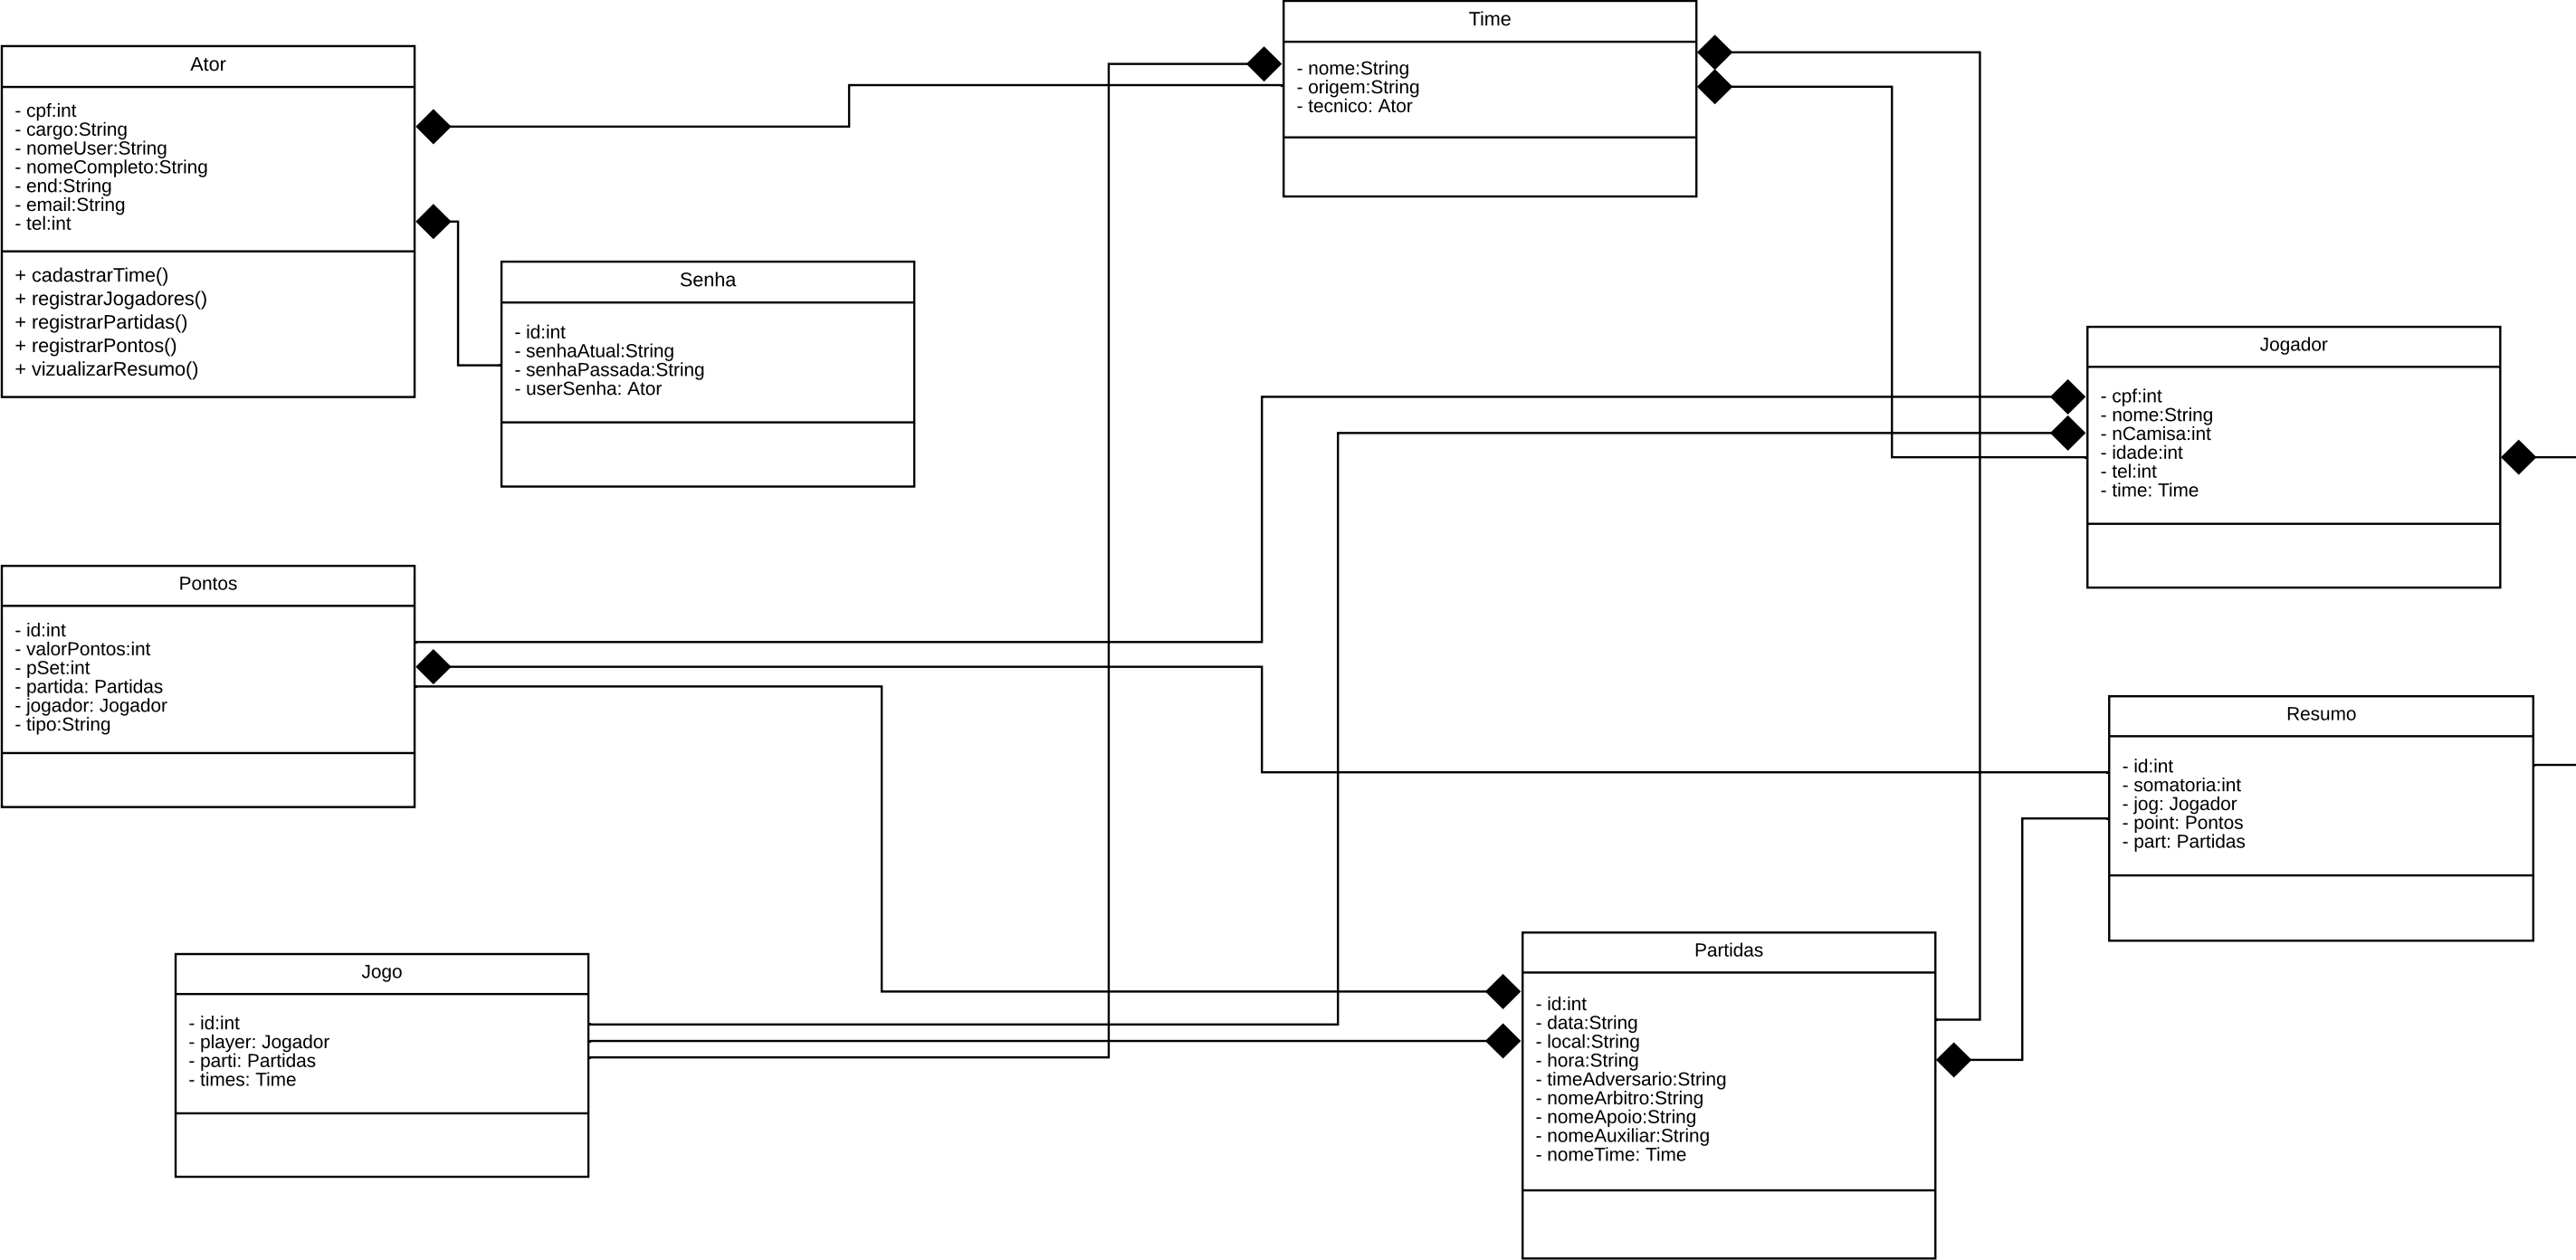 Time
- nome:String
- origem:String
- tecnico: Ator
Ator
- cpf:int
- cargo:String
- nomeUser:String
- nomeCompleto:String
- end:String
- email:String
- tel:int
+ cadastrarTime()
+ registrarJogadores()
+ registrarPartidas()
+ registrarPontos()
+ vizualizarResumo()
Senha
- id:int
- senhaAtual:String
- senhaPassada:String
- userSenha: Ator
Jogador
- cpf:int
- nome:String
- nCamisa:int
- idade:int
- tel:int
- time: Time
Pontos
- id:int
- valorPontos:int
- pSet:int
- partida: Partidas
- jogador: Jogador
- tipo:String
Resumo
- id:int
- somatoria:int
- jog: Jogador
- point: Pontos
- part: Partidas
Jogo
- id:int
- player: Jogador
- parti: Partidas
- times: Time
Partidas
- id:int
- data:String
- local:String
- hora:String
- timeAdversario:String
- nomeArbitro:String
- nomeApoio:String
- nomeAuxiliar:String
- nomeTime: Time